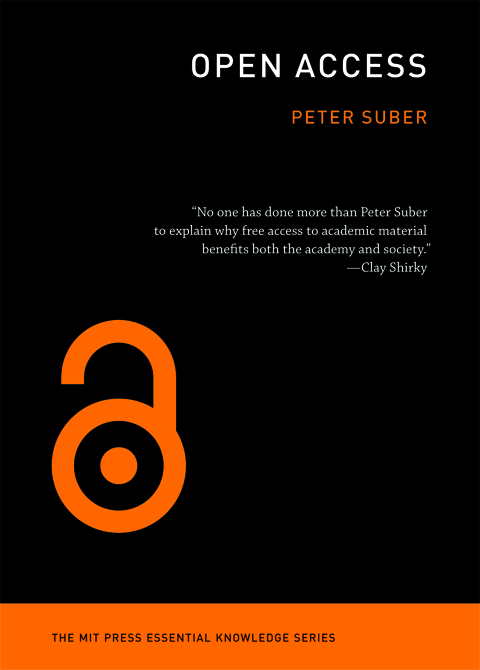 OPEN ACCESS
PETER SUBER
“No one has done more than Peter Suber
to explain why free access to academic material
benefits both the academy and society.”
—Clay Shirky
THE MIT PRESS ESSENTIAL KNOWLEDGE SERIES